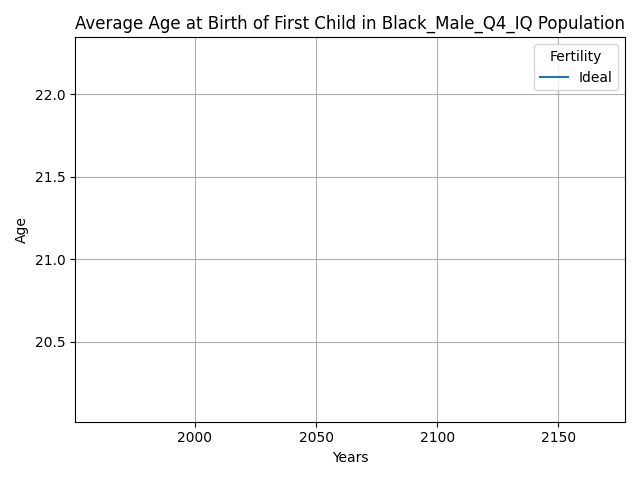 Average Age at Birth of First Child in Black_Male_Q4_IQ Population
Fertility
Ideal
22.0
21.5
21.0
20.5
Age
2000 2050 2100 2150
Years